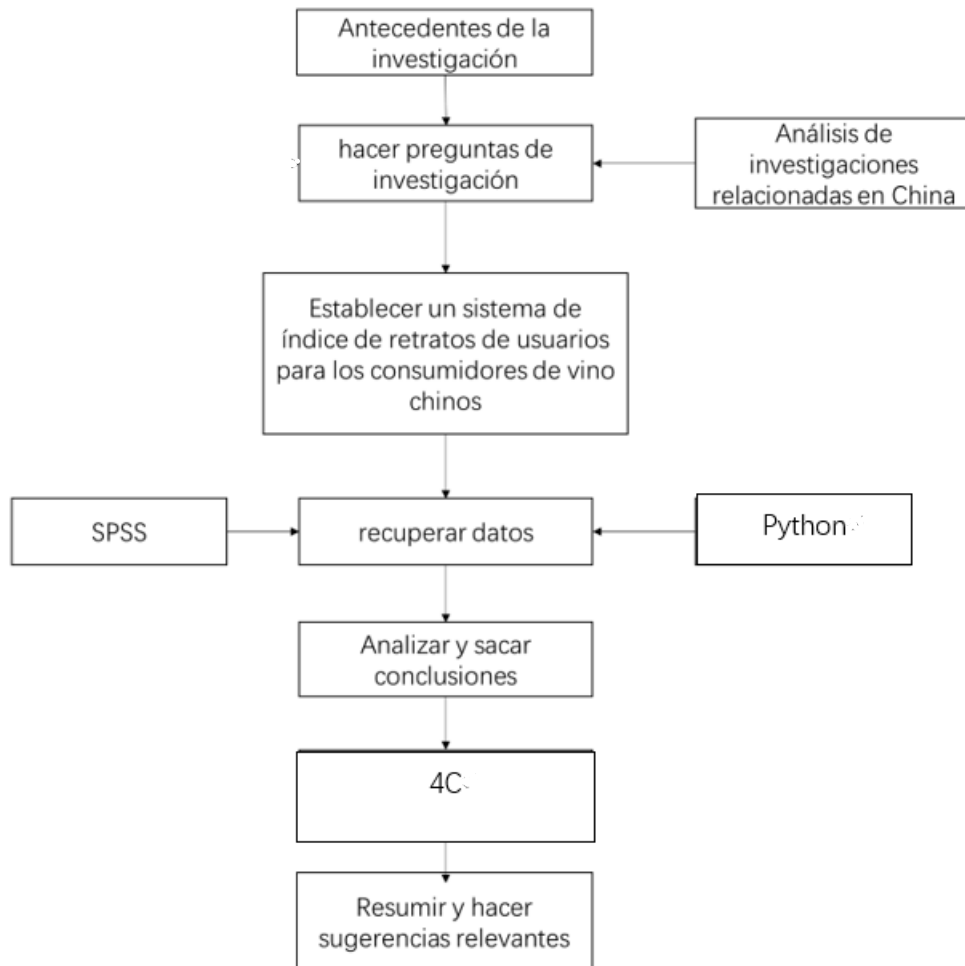 Antecedentes de la
investigación
hacer preguntas de
investigación
Análisis de
investigaciones
relacionadas en China
Establecer un sistema de
índice de retratos de usuarios
para los consumidores de vino
chinos
SPSS
recuperar datos
Python
Analizar y sacar
conclusiones
4C
Resumir y hacer
sugerencias relevantes